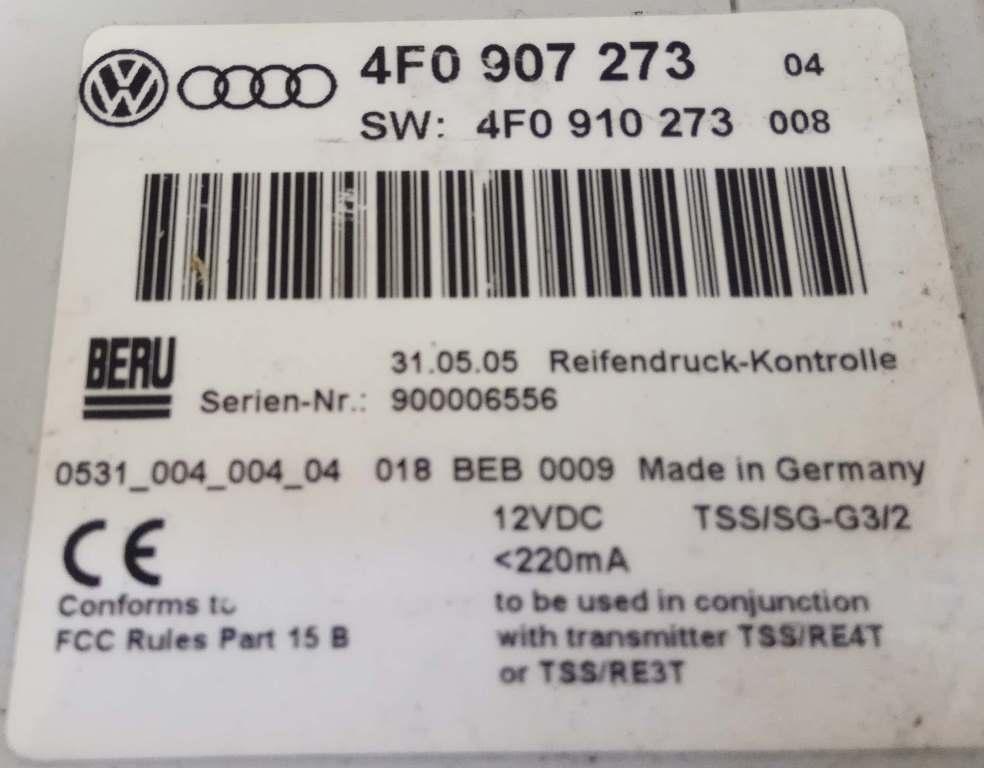 4F0 907 273 04
SW: 4F0 910 273 008
BERU
31.05.05 Reifendruck-Kontrolle
Serien-Nr.: 900006556
0531_004_004_04 018 BEB 0009 Made in Germany
12VDC TSS/SG-G3/2
<220mA
CE
Conforms to
FCC Rules Part 15 B
to be used in conjunction
with transmitter TSS/RE4T
or TSS/RE3T